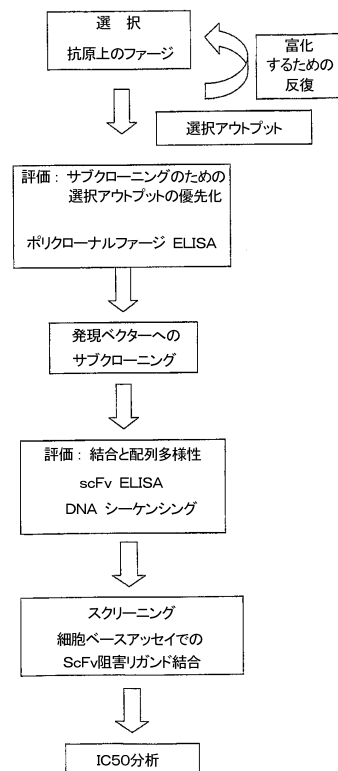 選 択
抗原上のファージ
富化
するための
反復
選択アウトプット
評価： サブクローニングのための
選択アウトプットの優先化
ポリクローナルファージ ELISA
発現ベクターへの
サブクローニング
評価： 結合と配列多様性
scFv ELISA
DNA シーケンシング
スクリーニング
細胞ベースアッセイでの
ScFv阻害リガンド結合
IC50分析